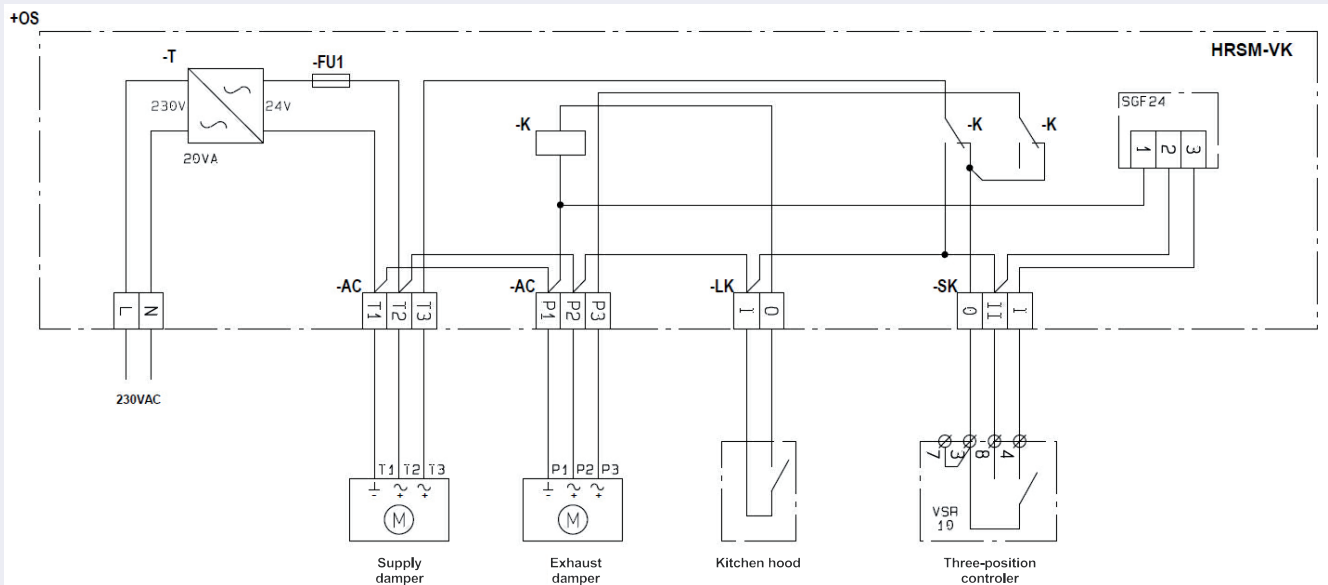 +OS
HRSM-VK
-T
-FU1
230V
24V
20VA
-K
-K
-K
SGF24
1 2 3
-AC
-AC
-LK
-SK
L N
T1 T2 T3
P1 P2 P3
I 0
0 II I
230VAC
T1 T2 T3
P1 P2 P3
7 3 8 4
⊥ ~ ~
- + +
⊥ ~ ~
- + +
M
M
VSA
10
Supply
damper
Exhaust
damper
Kitchen hood
Three-position
controler